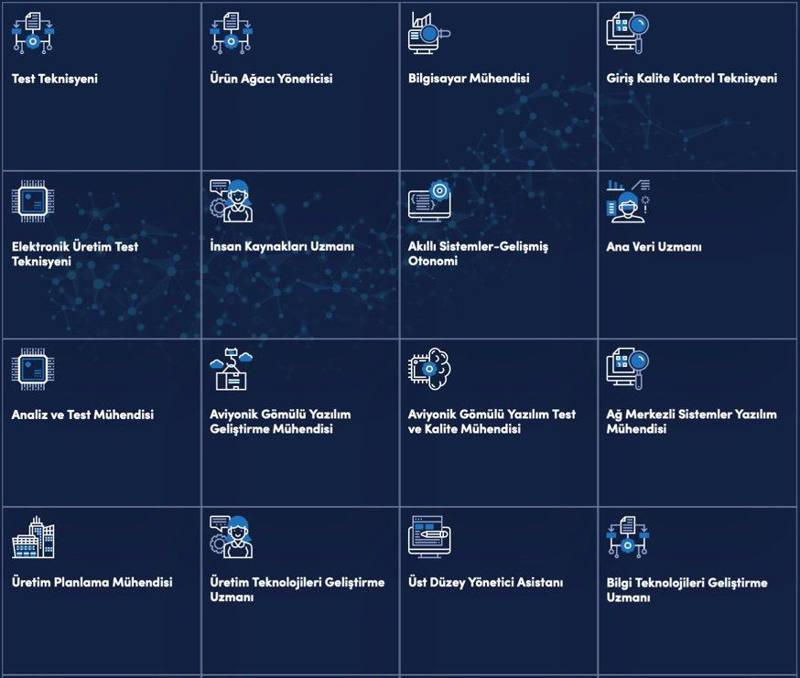 Test Teknisyeni
Ürün Ağacı Yöneticisi
Bilgisayar Mühendisi
Giriş Kalite Kontrol Teknisyeni
Elektronik Üretim Test
Teknisyeni
İnsan Kaynakları Uzmanı
Akıllı Sistemler-Gelişmiş
Otonomi
Ana Veri Uzmanı
Analiz ve Test Mühendisi
Aviyonik Gömülü Yazılım
Geliştirme Mühendisi
Aviyonik Gömülü Yazılım Test
ve Kalite Mühendisi
Ağ Merkezli Sistemler Yazılım
Mühendisi
Üretim Planlama Mühendisi
Üretim Teknolojileri Geliştirme
Uzmanı
Üst Düzey Yönetici Asistanı
Bilgi Teknolojileri Geliştirme
Uzmanı